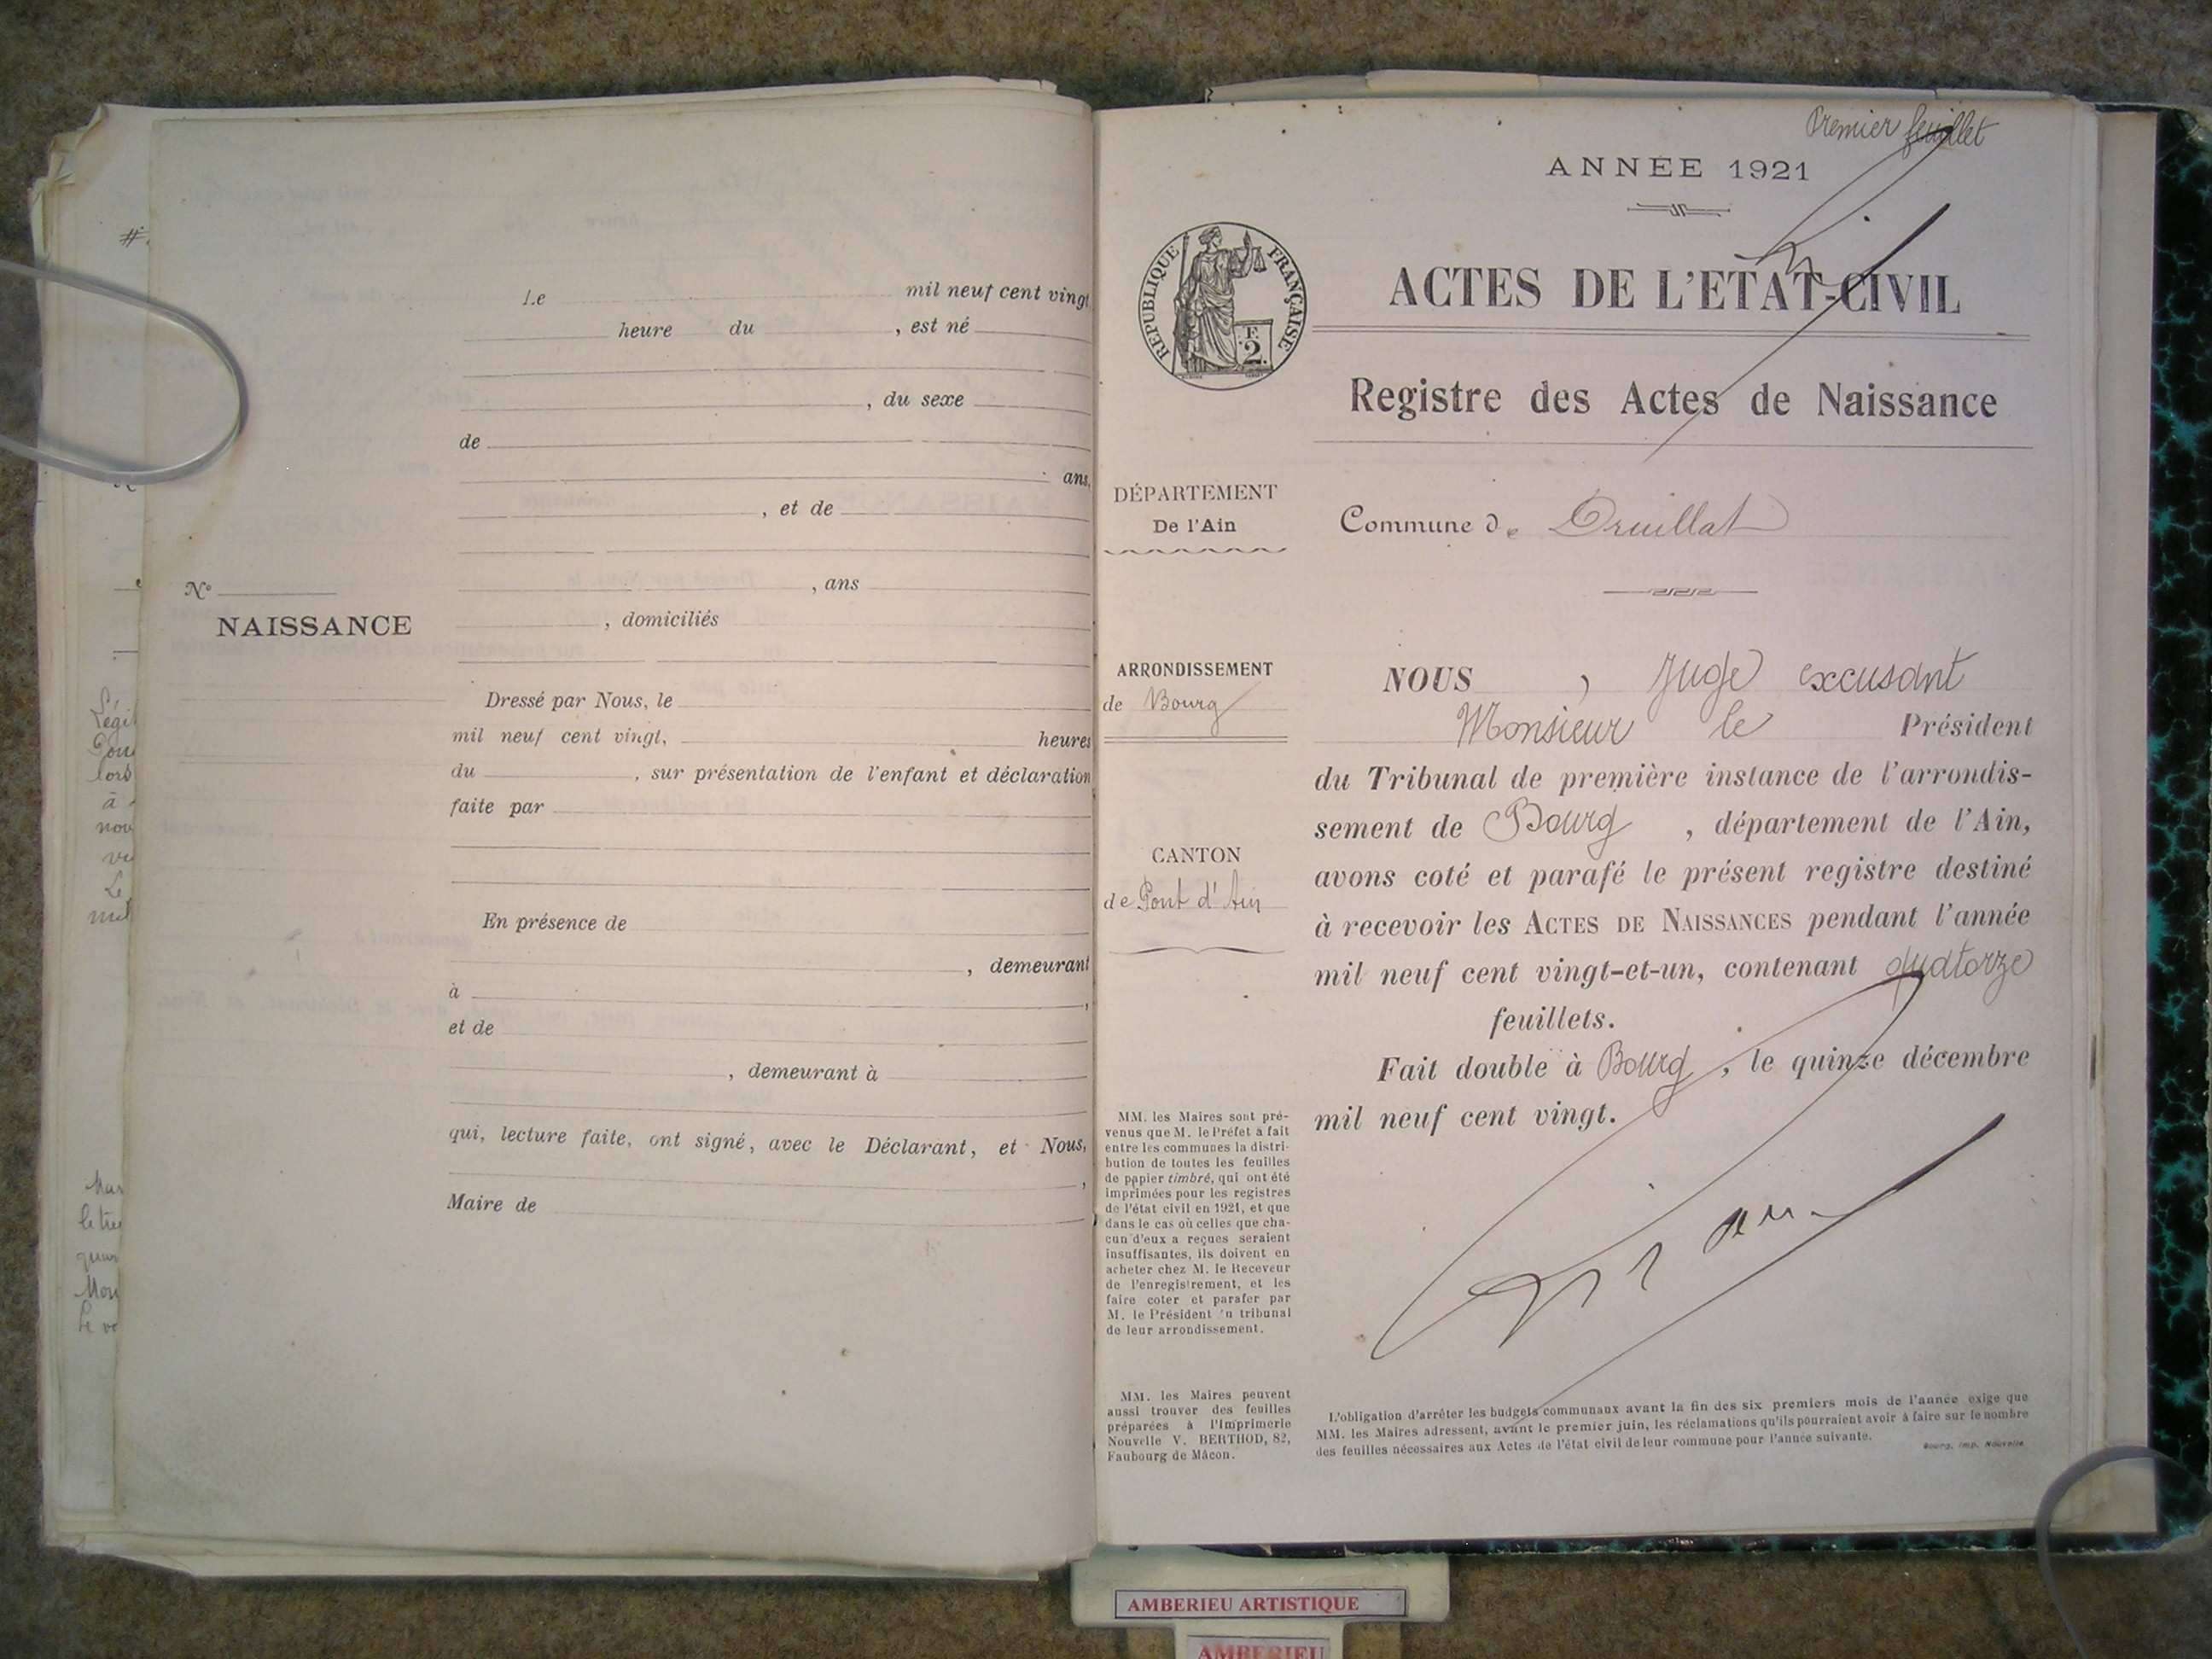 #
Le mil neuf cent vingt
heure du , est né
, du sexe
de
ans,
, et de
N°
, ans
NAISSANCE
, domiciliés
Dressé par Nous, le
mil neuf cent vingt, heures
du , sur présentation de l'enfant et déclaration
faite par
En présence de
, demeurant
à ,
et de
, demeurant à
qui, lecture faite, ont signé, avec le Déclarant, et Nous,
,
Maire de
Premier feuillet
ANNÉE 1921
RÉPUBLIQUE FRANÇAISE
F.
2.
ACTES DE L'ETAT-CIVIL
Registre des Actes de Naissance
DÉPARTEMENT
De l'Ain
Commune de Druillat
ARRONDISSEMENT
de Bourg
CANTON
de Pont d'Ain
NOUS , Juge excusant
Monsieur le Président
du Tribunal de première instance de l'arrondis-
sement de Bourg , département de l'Ain,
avons coté et parafé le présent registre destiné
à recevoir les ACTES DE NAISSANCES pendant l'année
mil neuf cent vingt-et-un, contenant quatorze
feuillets.
Fait double à Bourg , le quinze décembre
mil neuf cent vingt.
MM. les Maires sont pré-
venus que M. le Préfet a fait
entre les communes la distri-
bution de toutes les feuilles
de papier timbré, qui ont été
imprimées pour les registres
de l'état civil en 1921, et que
dans le cas où celles que cha-
cun d'eux a reçues seraient
insuffisantes, ils doivent en
acheter chez M. le Receveur
de l'enregistrement, et les
faire coter et parafer par
M. le Président 'u tribunal
de leur arrondissement.
MM. les Maires peuvent
aussi trouver des feuilles
préparées à l'Imprimerie
Nouvelle V. BERTHOD, 82,
Faubourg de Mâcon.
L'obligation d'arrêter les budgets communaux avant la fin des six premiers mois de l'année exige que
MM. les Maires adressent, avant le premier juin, les réclamations qu'ils pourraient avoir à faire sur le nombre
des feuilles nécessaires aux Actes de l'état civil de leur commune pour l'année suivante.
Bourg, Imp. Nouvelle
AMBERIEU ARTISTIQUE
AMBERIEU